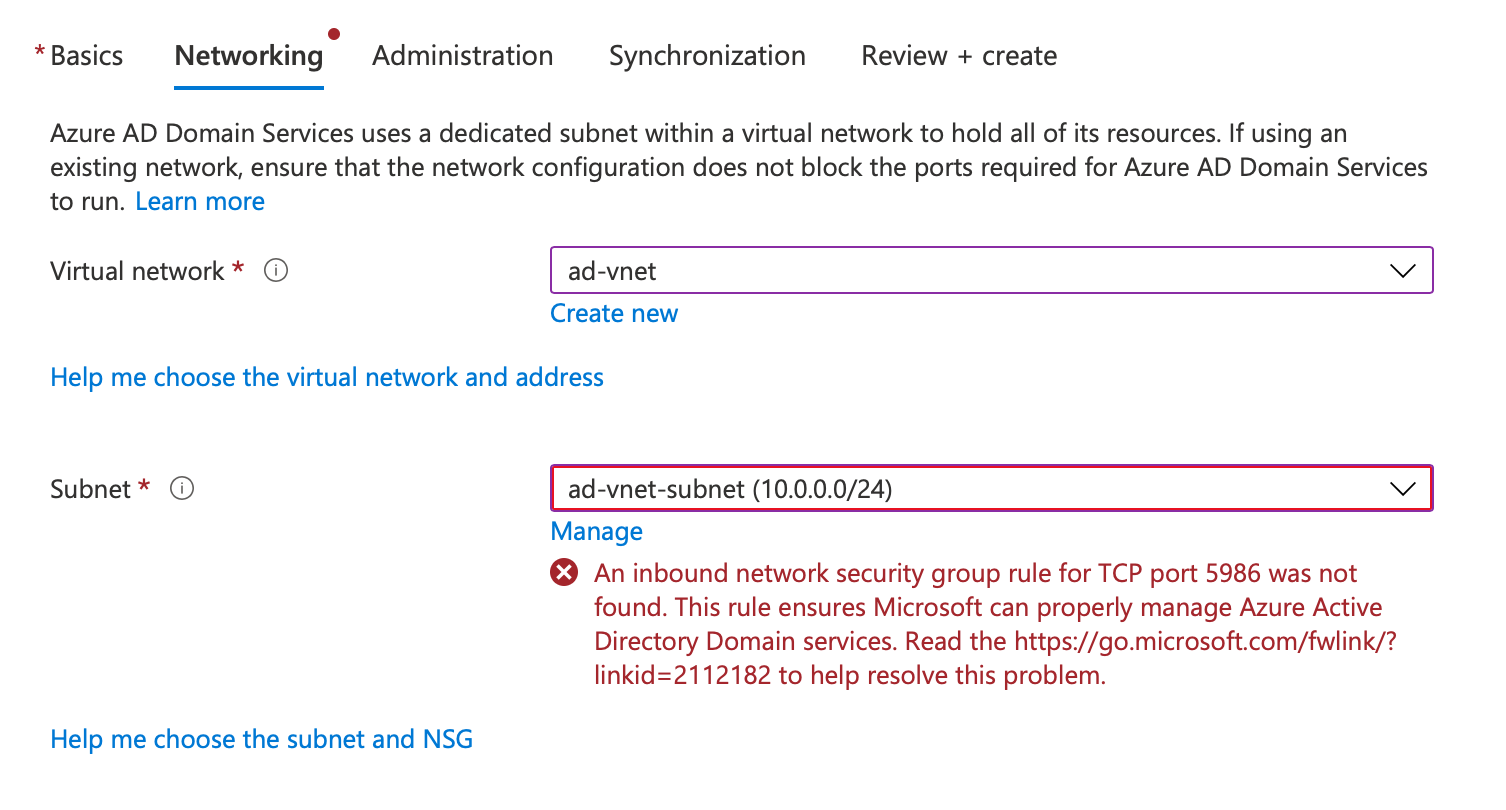 * Basics Networking Administration Synchronization Review + create
Azure AD Domain Services uses a dedicated subnet within a virtual network to hold all of its resources. If using an
existing network, ensure that the network configuration does not block the ports required for Azure AD Domain Services
to run. Learn more
Virtual network * ad-vnet
Create new
Help me choose the virtual network and address
Subnet * ad-vnet-subnet (10.0.0.0/24)
Manage
An inbound network security group rule for TCP port 5986 was not
found. This rule ensures Microsoft can properly manage Azure Active
Directory Domain services. Read the https://go.microsoft.com/fwlink/?
linkid=2112182 to help resolve this problem.
Help me choose the subnet and NSG